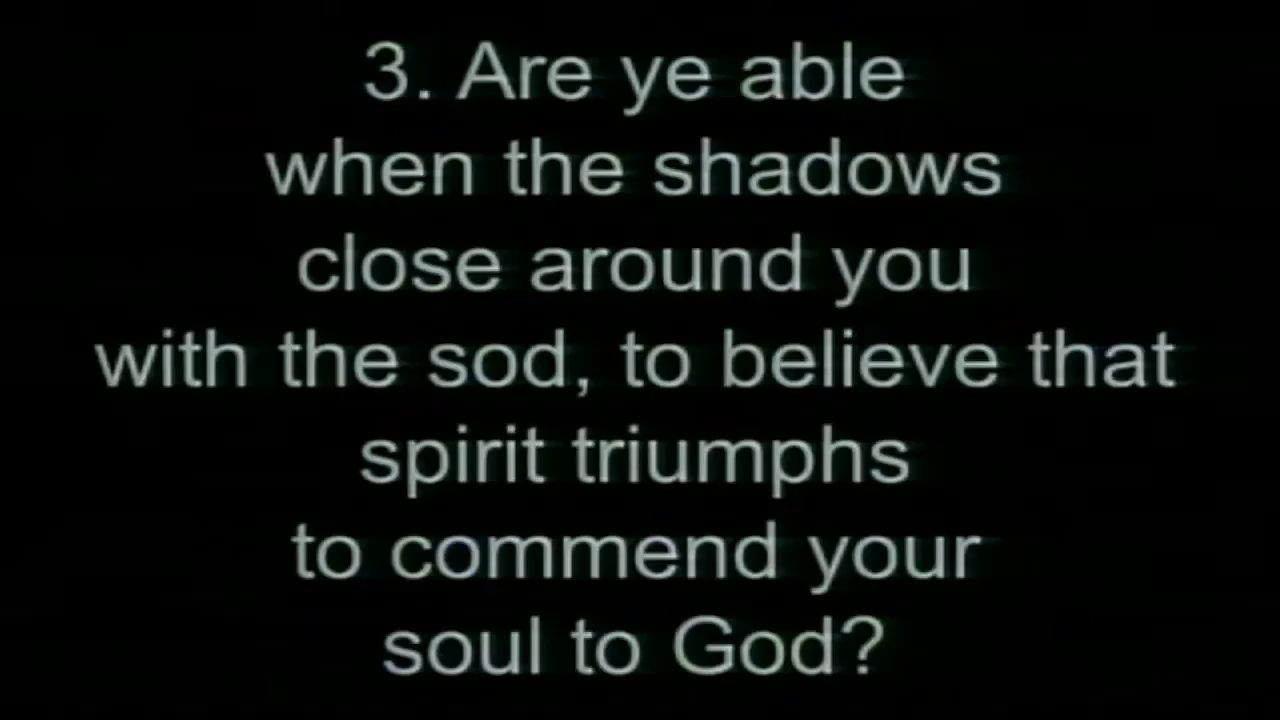 3. Are ye able
when the shadows
close around you
with the sod, to believe that
spirit triumphs
to commend your
soul to God?